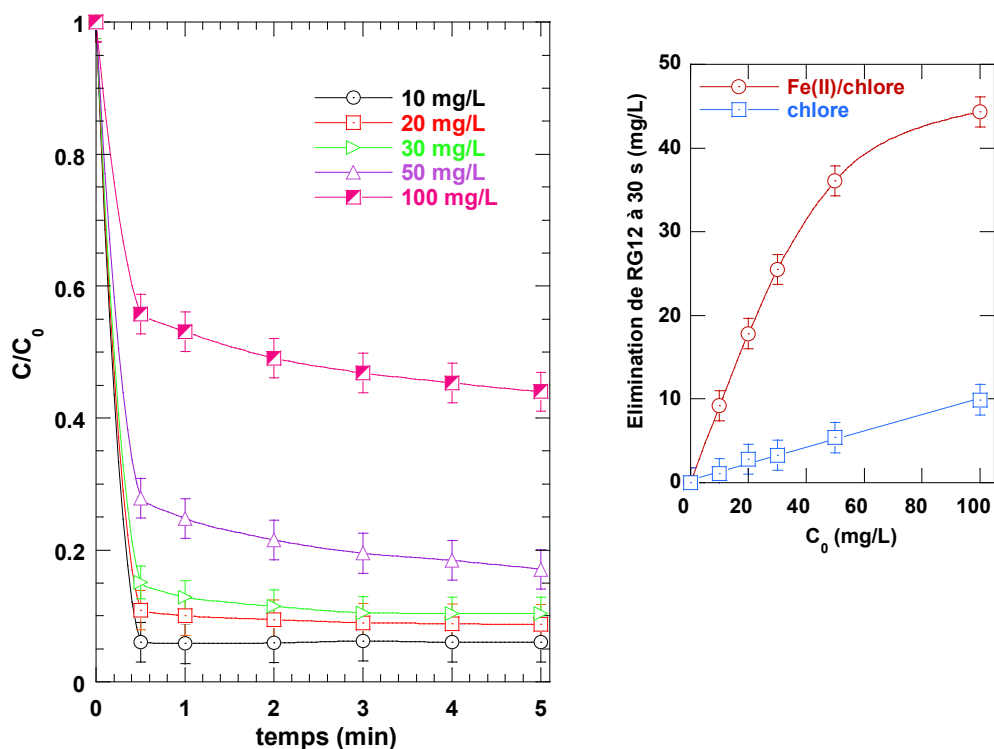 C/C0
1
0.8
0.6
0.4
0.2
0
0 1 2 3 4 5
temps (min)
10 mg/L
20 mg/L
30 mg/L
50 mg/L
100 mg/L
Elimination de RG12 à 30 s (mg/L)
50
40
30
20
10
0
0 20 40 60 80 100
C0 (mg/L)
Fe(II)/chlore
chlore